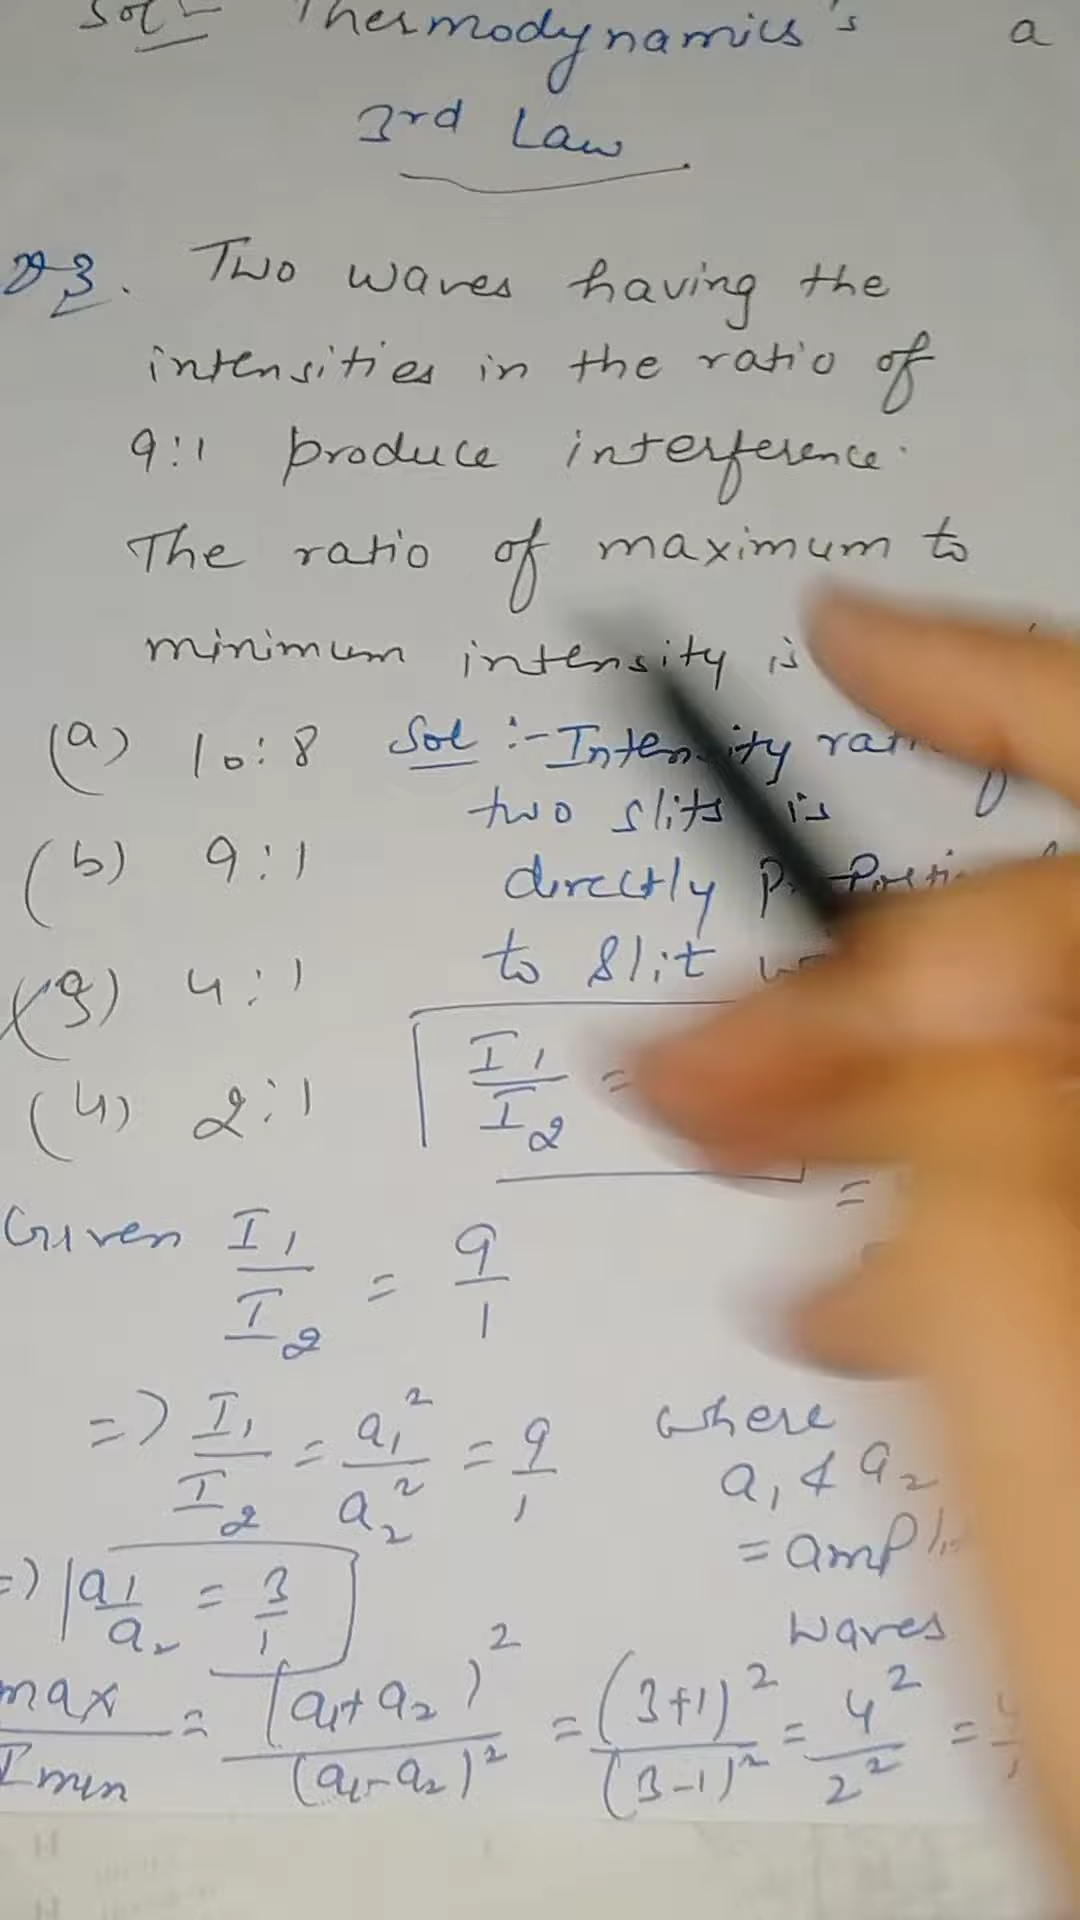 Sol :- Thermodynamics's a
3rd Law
3. Two waves having the
intensities in the ratio of
9:1 produce interference.
The ratio of maximum to
minimum intensity is
(a) 10:8
Sol :- Intensity
two slits is
directly
to slit
(b) 9:1
(3) 4:1
(4) 2:1
I1/I2 =
=
Given I1/I2 = 9/1
=> I1/I2 = a1²/a2² = 9/1
where
a1 & a2
=
waves
=> a1/a2 = 3/1
max/Imin = (a1+a2)²/(a1-a2)² = (3+1)²/(3-1)² = 4²/2² =